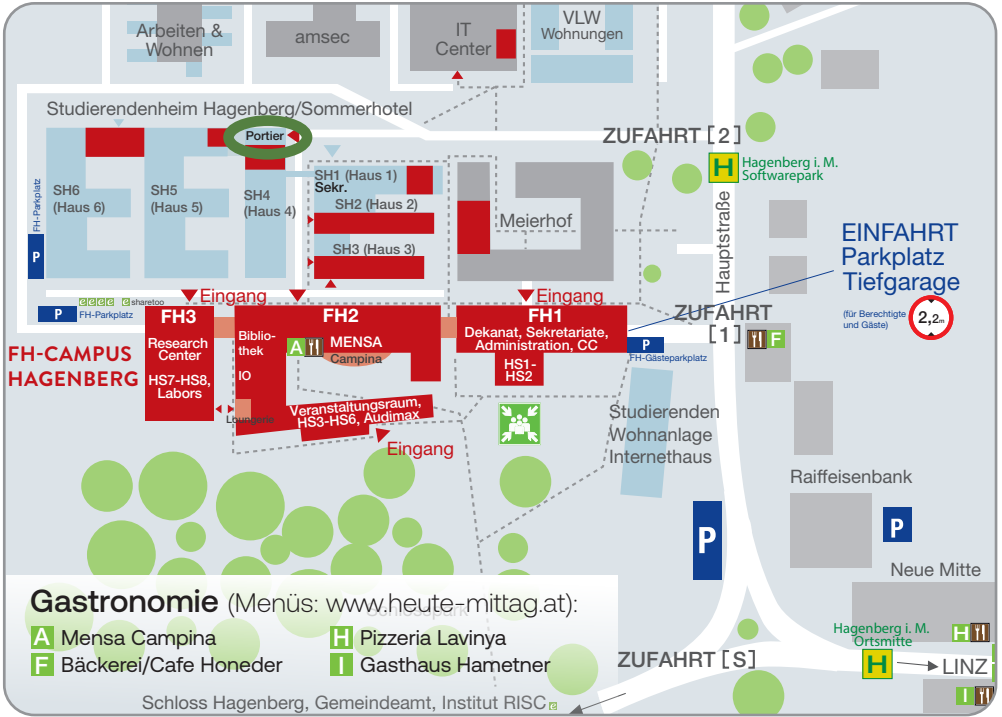 Arbeiten &
Wohnen
amsec
IT
Center
VLW
Wohnungen
Studierendenheim Hagenberg/Sommerhotel
Portier
ZUFAHRT [2]
H
Hagenberg i. M.
Softwarepark
FH-Parkplatz
P
SH6
(Haus 6)
SH5
(Haus 5)
SH4
(Haus 4)
SH1 (Haus 1)
Sekr.
SH2 (Haus 2)
SH3 (Haus 3)
Meierhof
Hauptstraße
EINFAHRT
Parkplatz
Tiefgarage
(für Berechtigte
und Gäste)
2,2m
Eingang
Eingang
e e e e e sharetoo
P FH-Parkplatz
ZUFAHRT
[1]
F
P
FH-Gästeparkplatz
FH-CAMPUS
HAGENBERG
FH3
Research
Center
HS7-HS8,
Labors
FH2
Biblio-
thek
IO
A
MENSA
Campina
Loungerie
Veranstaltungsraum,
HS3-HS6, Audimax
Eingang
FH1
Dekanat, Sekretariate,
Administration, CC
HS1-
HS2
Studierenden
Wohnanlage
Internethaus
Raiffeisenbank
P
P
Neue Mitte
Schlosspark
Gastronomie (Menüs: www.heute-mittag.at):
A Mensa Campina
F Bäckerei/Cafe Honeder
H Pizzeria Lavinya
I Gasthaus Hametner
ZUFAHRT [S]
Hagenberg i. M.
Ortsmitte
H
H
LINZ
I
Schloss Hagenberg, Gemeindeamt, Institut RISC e